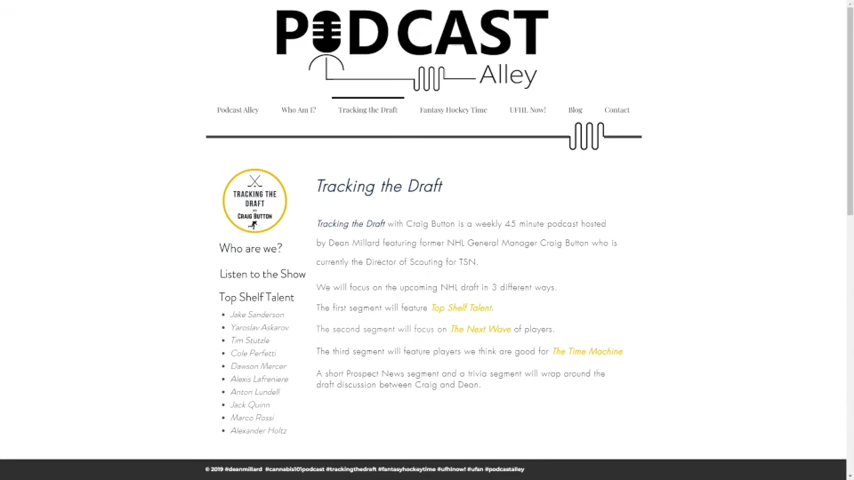 PODCAST
Alley
Podcast Alley Who Am I? Tracking the Draft Fantasy Hockey Time UFHL Now! Blog Contact
TRACKING THE
DRAFT
CRAIG BUTTON
Who are we?
Listen to the Show
Top Shelf Talent
Jake Sanderson
Yaroslav Askarov
Tim Stutzle
Cole Perfetti
Dawson Mercer
Alexis Lafreniere
Anton Lundell
Jack Quinn
Marco Rossi
Alexander Holtz
Tracking the Draft
Tracking the Draft with Craig Button is a weekly 45 minute podcast hosted
by Dean Millard featuring former NHL General Manager Craig Button who is
currently the Director of Scouting for TSN.
We will focus on the upcoming NHL draft in 3 different ways.
The first segment will feature Top Shelf Talent.
The second segment will focus on The Next Wave of players.
The third segment will feature players we think are good for The Time Machine
A short Prospect News segment and a trivia segment will wrap around the
draft discussion between Craig and Dean.
© 2019 #deanmillard #cannabis101podcast #trackingthedraft #fantasyhockeytime #ufhlnow! #ufsn #podcastalley